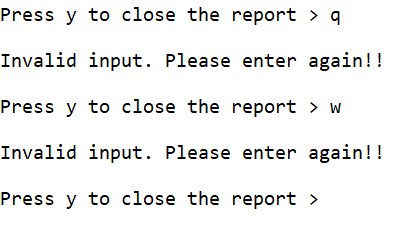 Press y to close the report > q
Invalid input. Please enter again!!
Press y to close the report > w
Invalid input. Please enter again!!
Press y to close the report >